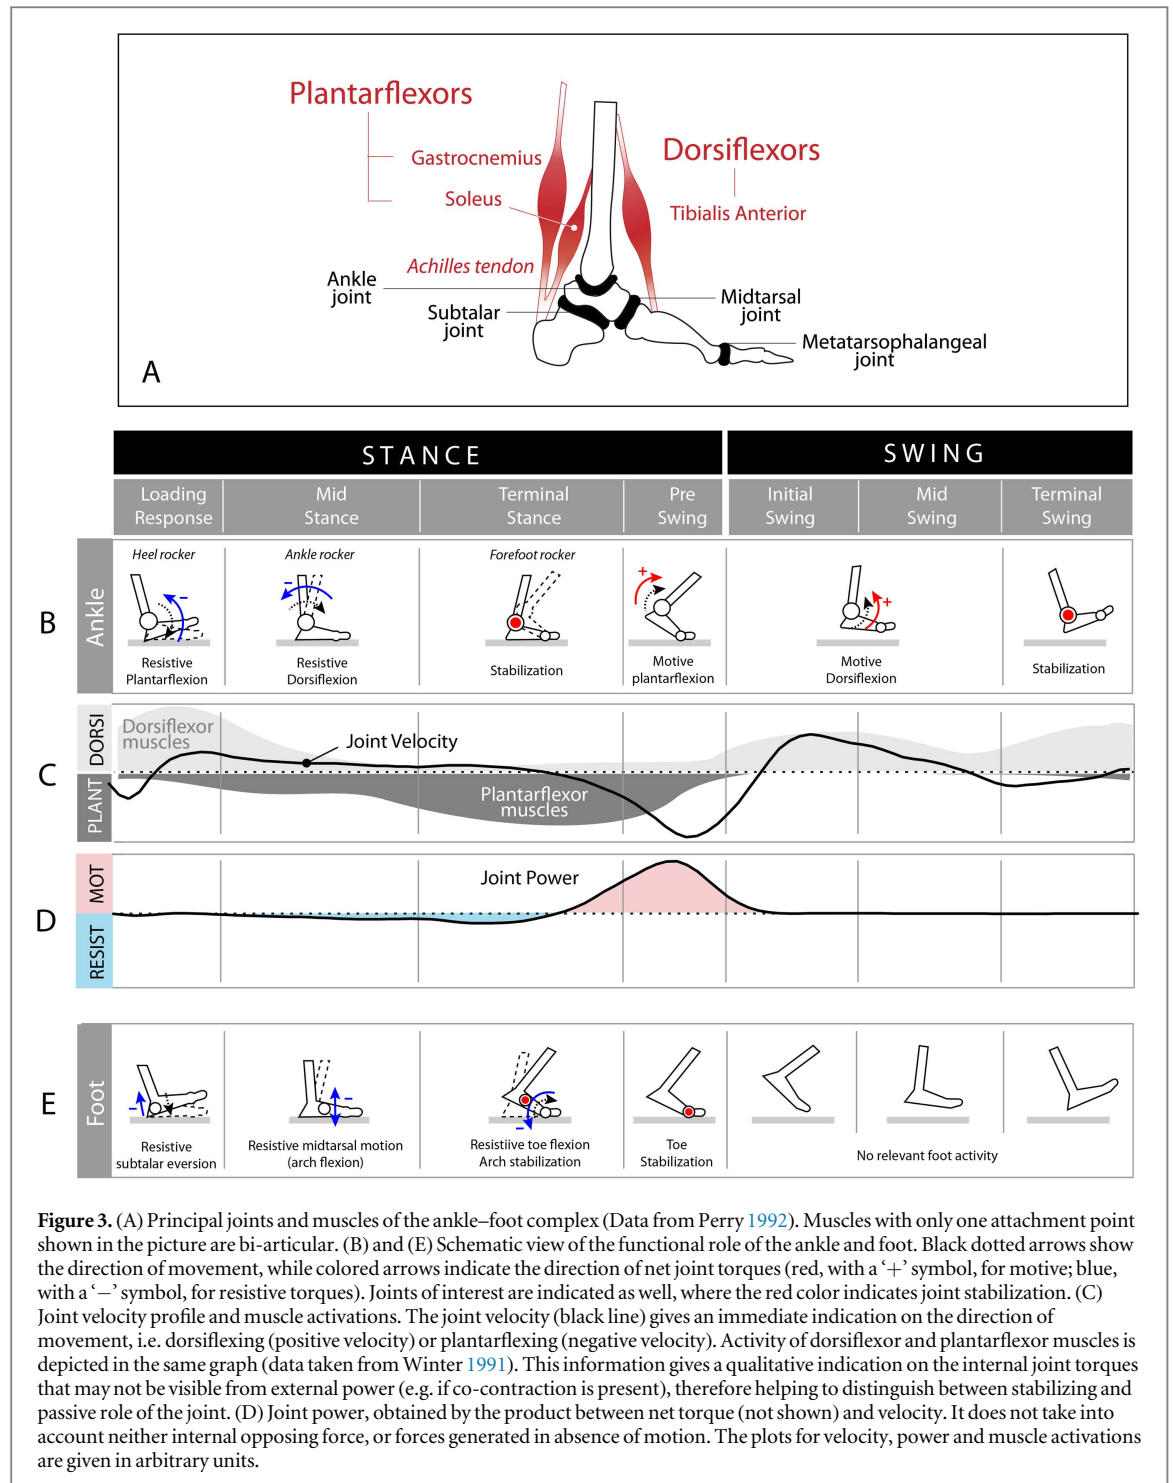 Plantarflexors
Gastrocnemius
Soleus
Dorsiflexors
Tibialis Anterior
Achilles tendon
Ankle
joint
Subtalar
joint
Midtarsal
joint
Metatarsophalangeal
joint
A
STANCE
SWING
Loading
Response
Mid
Stance
Terminal
Stance
Pre
Swing
Initial
Swing
Mid
Swing
Terminal
Swing
B
Ankle
Heel rocker
Ankle rocker
Forefoot rocker
−
−
+
+
Resistive
Plantarflexion
Resistive
Dorsiflexion
Stabilization
Motive
plantarflexion
Motive
Dorsiflexion
Stabilization
C
DORSI
PLANT
Dorsiflexor
muscles
Joint Velocity
Plantarflexor
muscles
D
MOT
RESIST
Joint Power
E
Foot
−
−
−
Resistive
subtalar eversion
Resistive midtarsal motion
(arch flexion)
Resistiive toe flexion
Arch stabilization
Toe
Stabilization
No relevant foot activity
Figure 3. (A) Principal joints and muscles of the ankle–foot complex (Data from Perry 1992). Muscles with only one attachment point
shown in the picture are bi-articular. (B) and (E) Schematic view of the functional role of the ankle and foot. Black dotted arrows show
the direction of movement, while colored arrows indicate the direction of net joint torques (red, with a ‘+’ symbol, for motive; blue,
with a ‘−’ symbol, for resistive torques). Joints of interest are indicated as well, where the red color indicates joint stabilization. (C)
Joint velocity profile and muscle activations. The joint velocity (black line) gives an immediate indication on the direction of
movement, i.e. dorsiflexing (positive velocity) or plantarflexing (negative velocity). Activity of dorsiflexor and plantarflexor muscles is
depicted in the same graph (data taken from Winter 1991). This information gives a qualitative indication on the internal joint torques
that may not be visible from external power (e.g. if co-contraction is present), therefore helping to distinguish between stabilizing and
passive role of the joint. (D) Joint power, obtained by the product between net torque (not shown) and velocity. It does not take into
account neither internal opposing force, or forces generated in absence of motion. The plots for velocity, power and muscle activations
are given in arbitrary units.